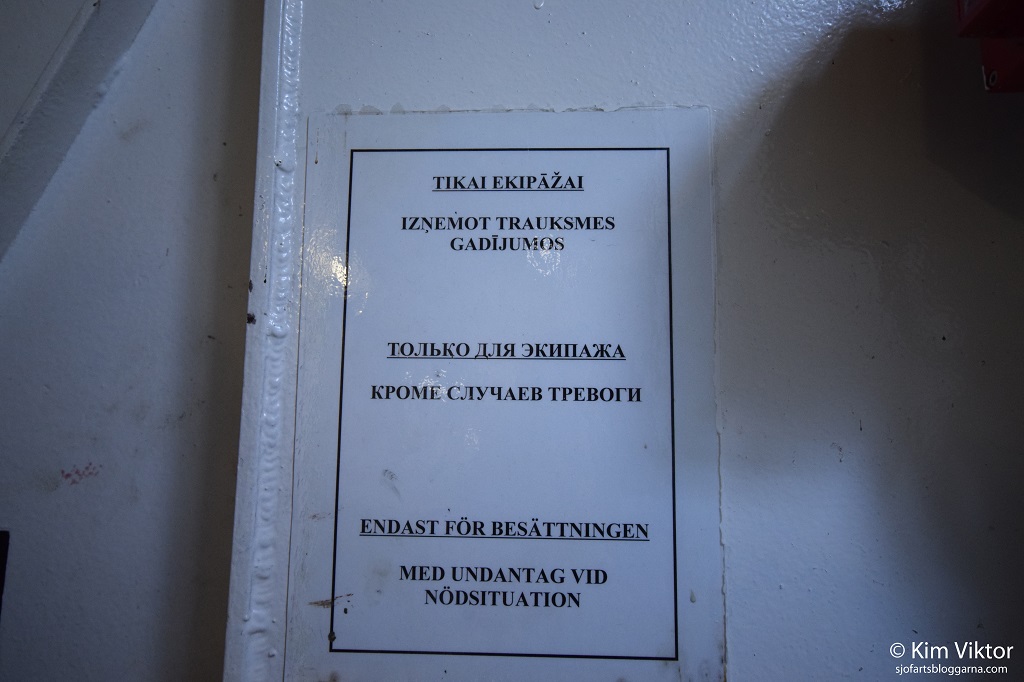 TIKAI EKIPĀŽAI
IZŅEMOT TRAUKSMES
GADĪJUMOS
ТОЛЬКО ДЛЯ ЭКИПАЖА
КРОМЕ СЛУЧАЕВ ТРЕВОГИ
ENDAST FÖR BESÄTTNINGEN
MED UNDANTAG VID
NÖDSITUATION
© Kim Viktor
sjofartsbloggarna.com